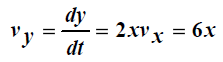 v_y = dy/dt = 2xv_x = 6x